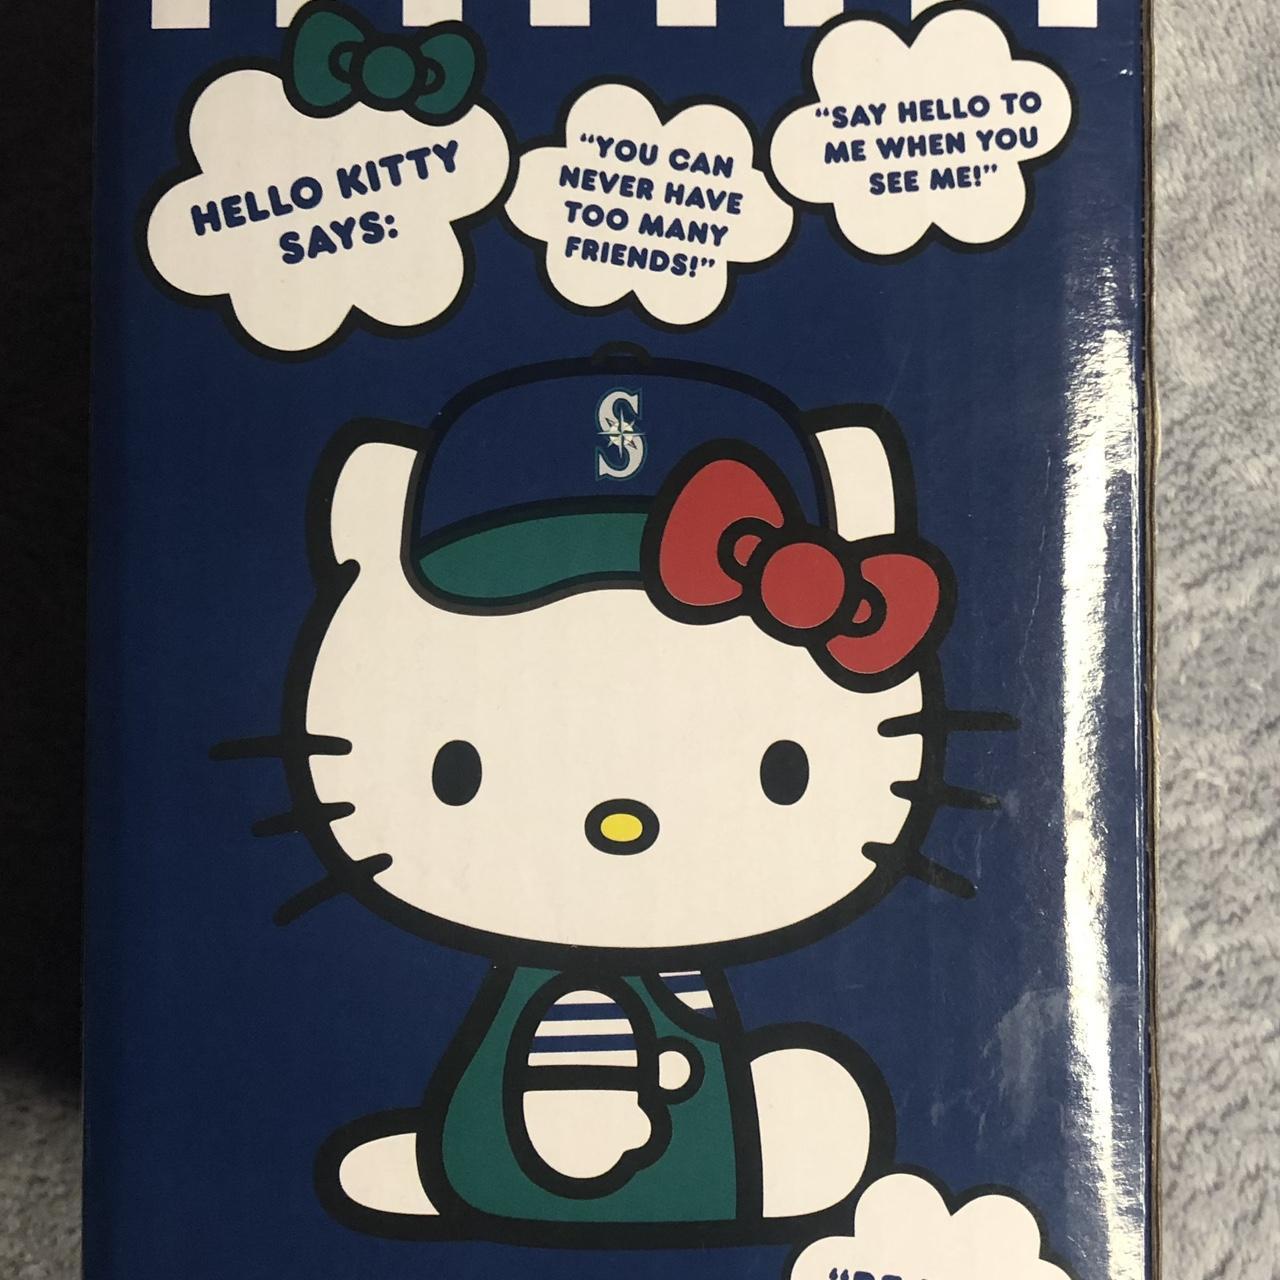 HELLO KITTY
SAYS:
“YOU CAN
NEVER HAVE
TOO MANY
FRIENDS!”
“SAY HELLO TO
ME WHEN YOU
SEE ME!”
S